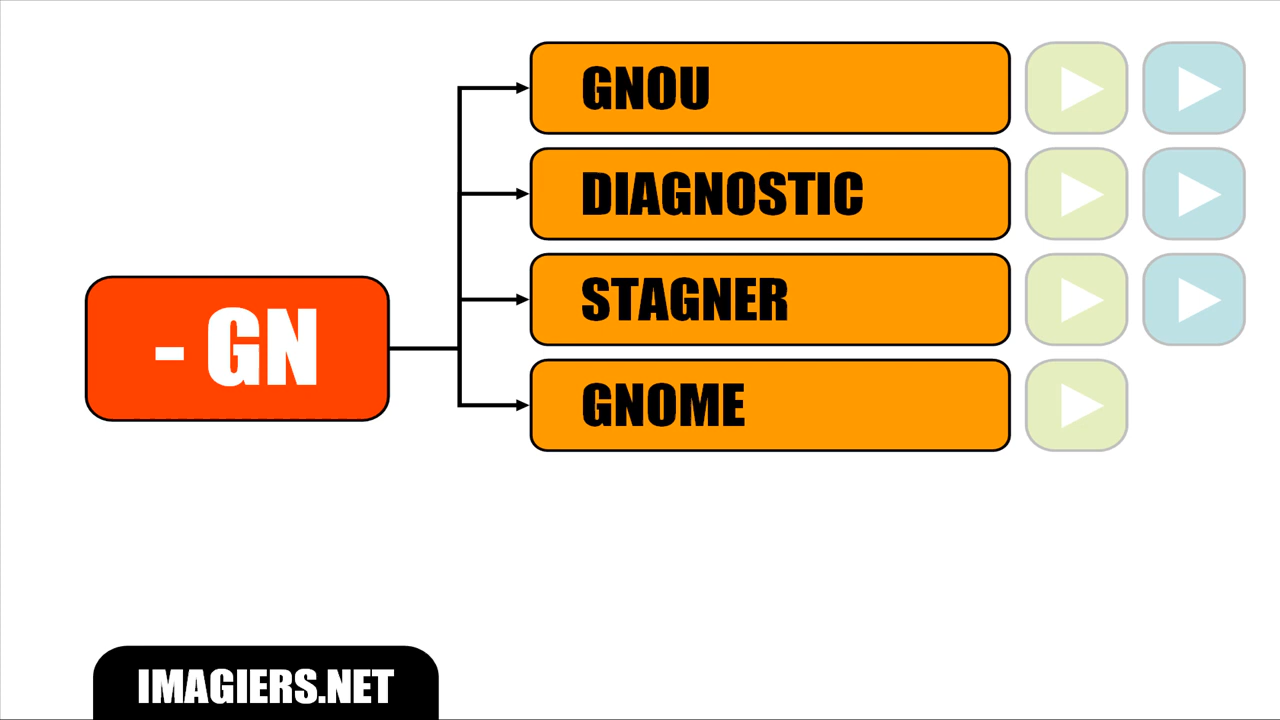 GNOU
DIAGNOSTIC
STAGNER
- GN
GNOME
IMAGIERS.NET